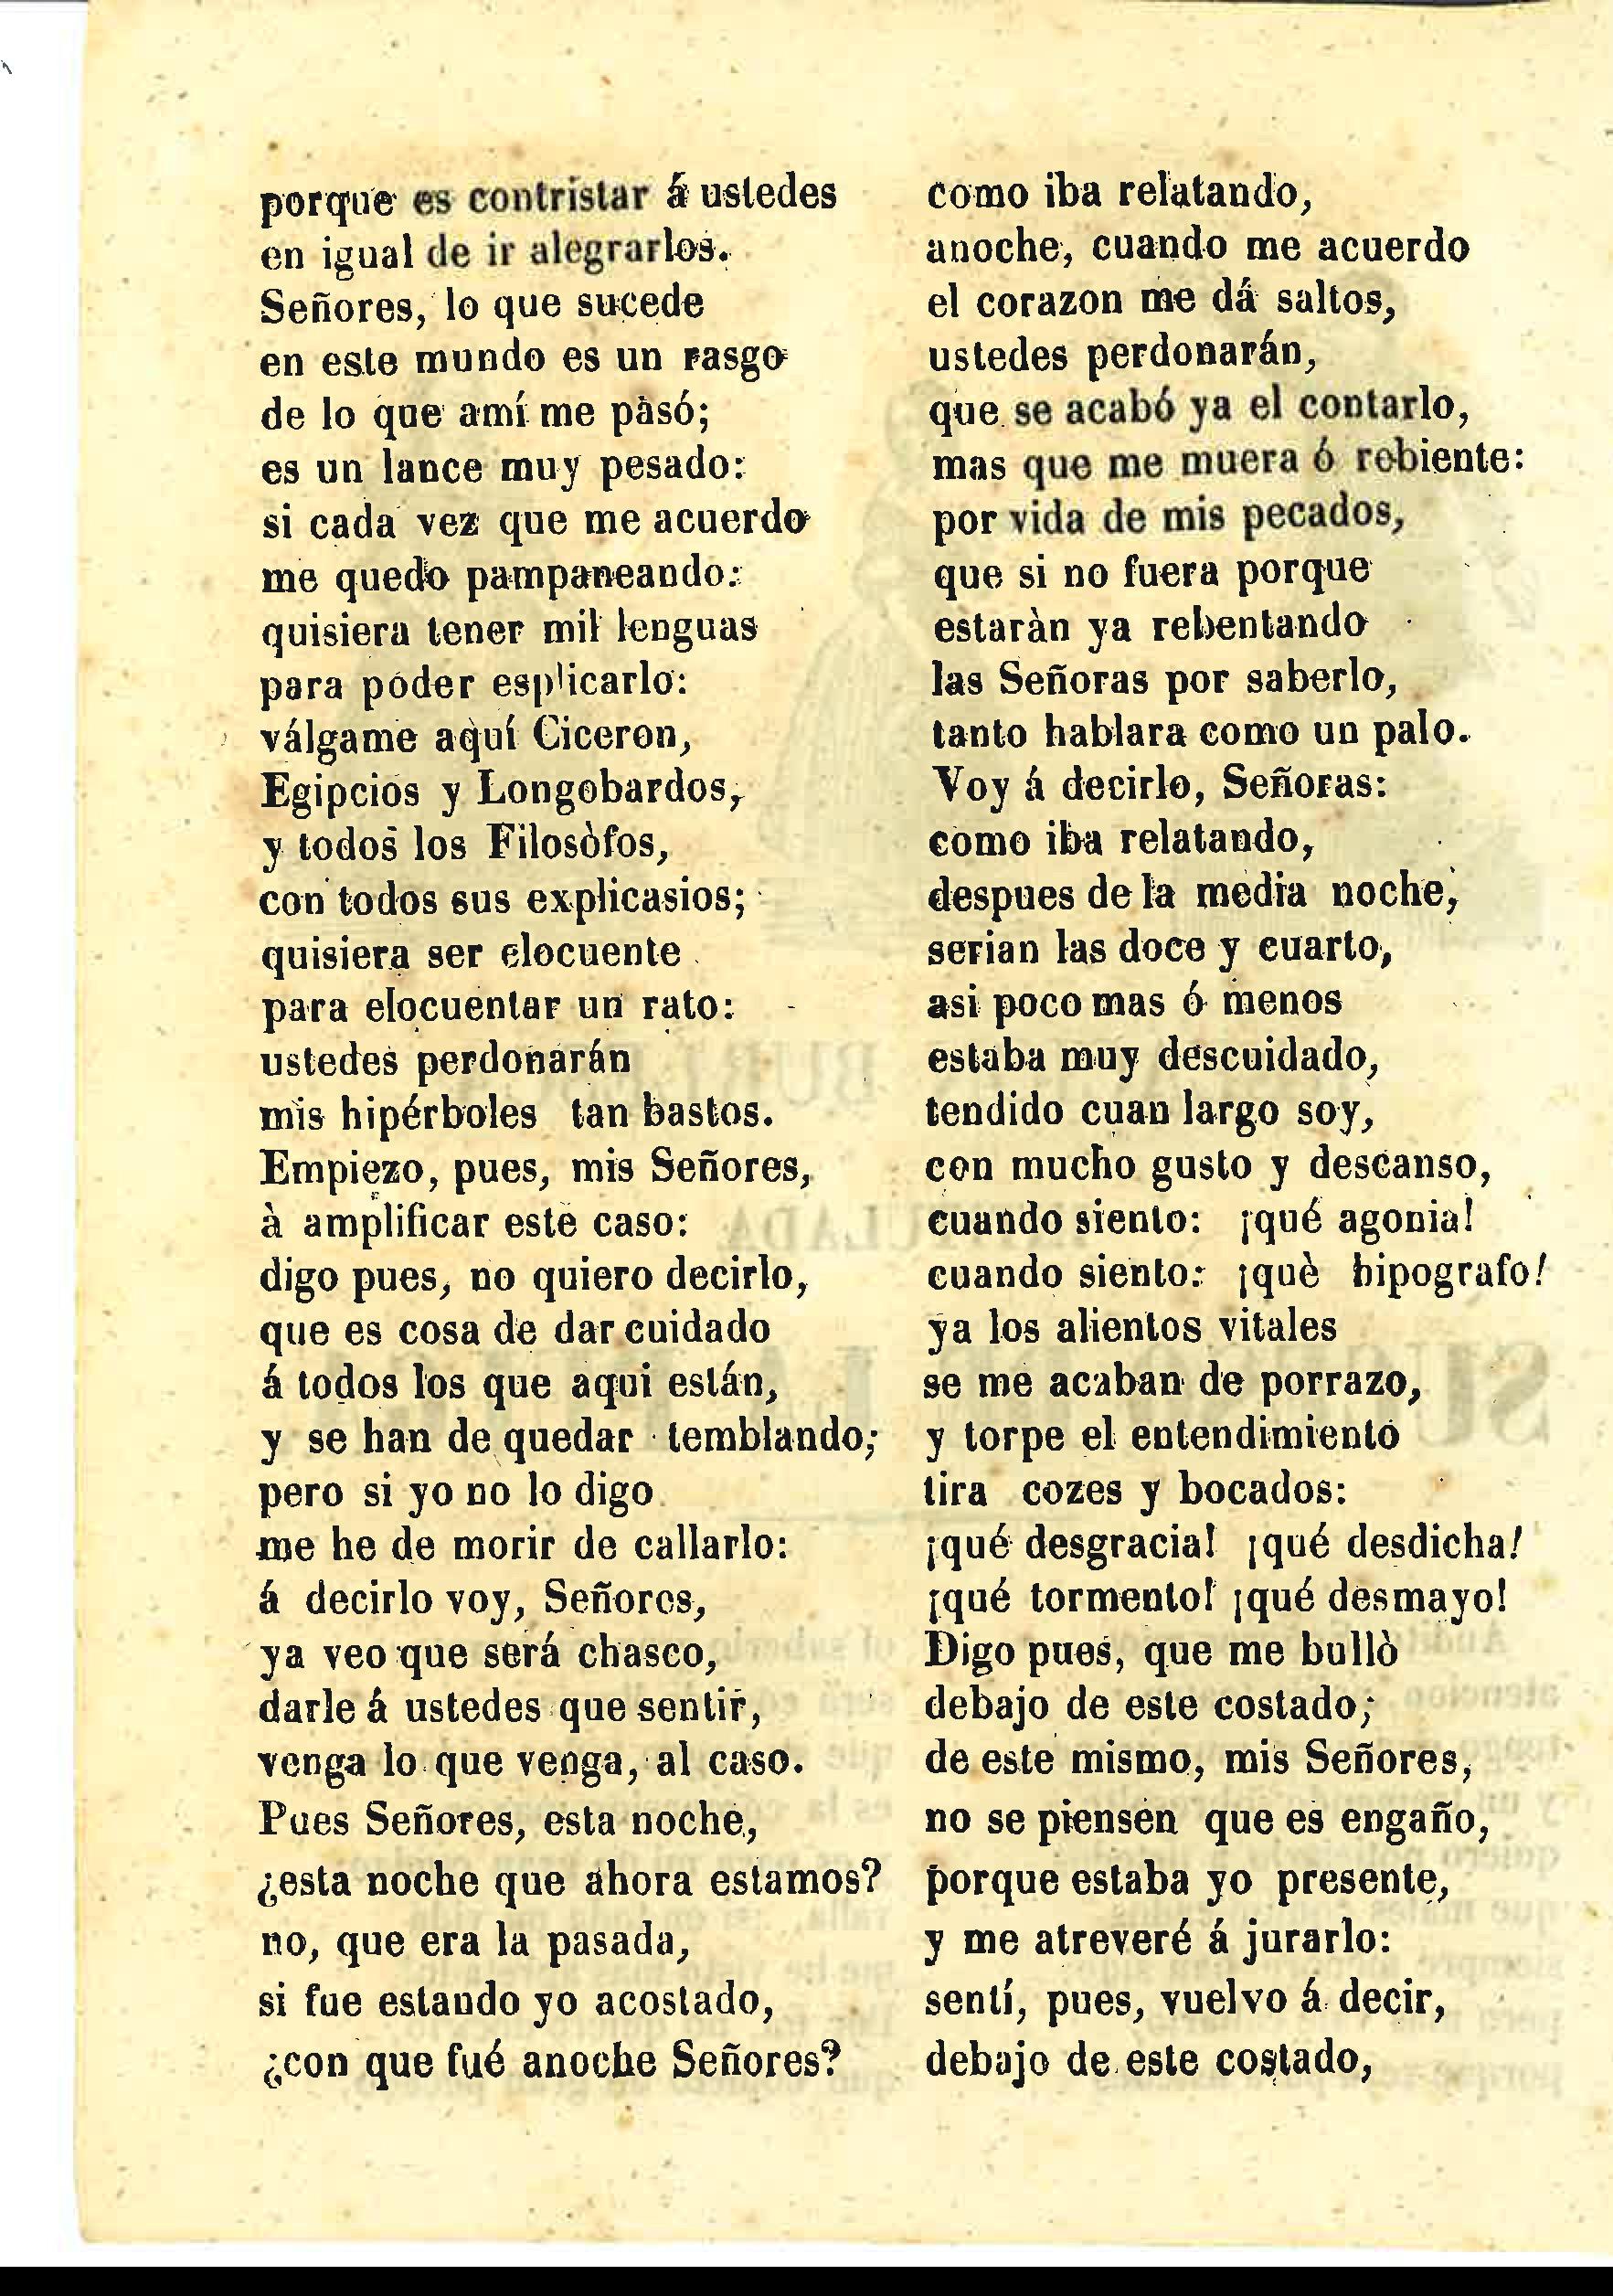 porque es contristar á ustedes
en igual de ir alegrarlos.
Señores, lo que sucede
en este mundo es un rasgo
de lo que amí me pàsó;
es un lance muy pesado:
si cada vez que me acuerdo
me quedo pampaneando:
quisiera tener mil lenguas
para poder esplicarlo:
válgame aquí Ciceron,
Egipcios y Longobardos,
y todos los Filosòfos,
con todos sus explicasios;
quisiera ser elocuente
para elocuentar un rato:
ustedes perdonarán
mis hipérboles tan bastos.
Empiezo, pues, mis Señores,
à amplificar este caso:
digo pues, no quiero decirlo,
que es cosa de dar cuidado
á todos los que aqui están,
y se han de quedar temblando;
pero si yo no lo digo
me he de morir de callarlo:
á decirlo voy, Señores,
ya veo que será chasco,
darle á ustedes que sentir,
venga lo que venga, al caso.
Pues Señores, esta noche,
¿esta noche que ahora estamos?
no, que era la pasada,
si fue estando yo acostado,
¿con que fué anoche Señores?
como iba relatando,
anoche, cuando me acuerdo
el corazon me dá saltos,
ustedes perdonarán,
que se acabó ya el contarlo,
mas que me muera ó rebiente:
por vida de mis pecados,
que si no fuera porque
estaràn ya rebentando
las Señoras por saberlo,
tanto hablara como un palo.
Voy á decirlo, Señoras:
como iba relatando,
despues de la media noche,
serian las doce y cuarto,
asi poco mas ó menos
estaba muy descuidado,
tendido cuan largo soy,
con mucho gusto y descanso,
cuando siento: ¡qué agonia!
cuando siento: ¡què hipografo!
ya los alientos vitales
se me acaban de porrazo,
y torpe el entendimiento
tira cozes y bocados:
¡qué desgracia! ¡qué desdicha!
¡qué tormento! ¡qué desmayo!
Digo pues, que me bullò
debajo de este costado;
de este mismo, mis Señores,
no se piensen que es engaño,
porque estaba yo presente,
y me atreveré á jurarlo:
sentí, pues, vuelvo á decir,
debajo de este costado,